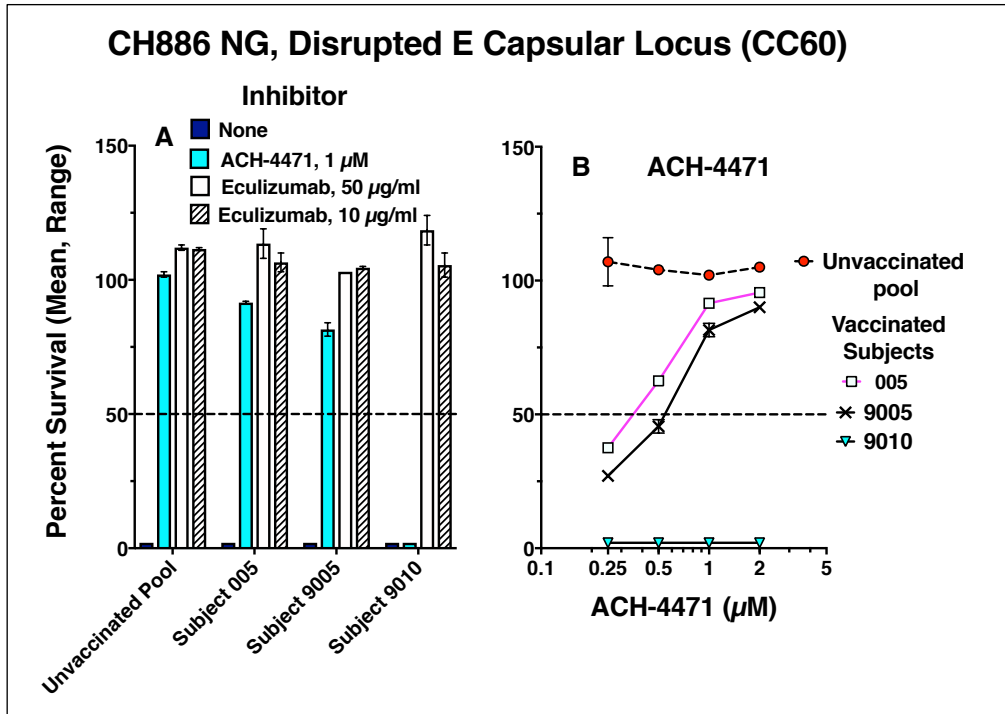 CH886 NG, Disrupted E Capsular Locus (CC60)
Inhibitor
A
None
ACH-4471, 1 µM
Eculizumab, 50 µg/ml
Eculizumab, 10 µg/ml
Percent Survival (Mean, Range)
150
100
50
0
Unvaccinated Pool
Subject 005
Subject 9005
Subject 9010
B
ACH-4471
150
100
50
0
0.1
0.25
0.5
1
2
5
ACH-4471 (µM)
Unvaccinated
pool
Vaccinated
Subjects
005
9005
9010